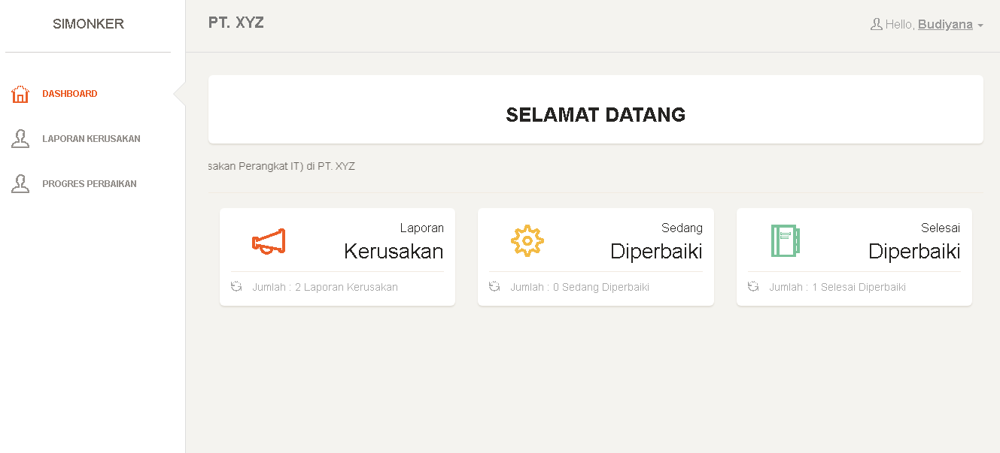 SIMONKER
PT. XYZ
Hello, Budiyana
DASHBOARD
LAPORAN KERUSAKAN
PROGRES PERBAIKAN
SELAMAT DATANG
sakan Perangkat IT) di PT. XYZ
Laporan
Kerusakan
Jumlah : 2 Laporan Kerusakan
Sedang
Diperbaiki
Jumlah : 0 Sedang Diperbaiki
Selesai
Diperbaiki
Jumlah : 1 Selesai Diperbaiki